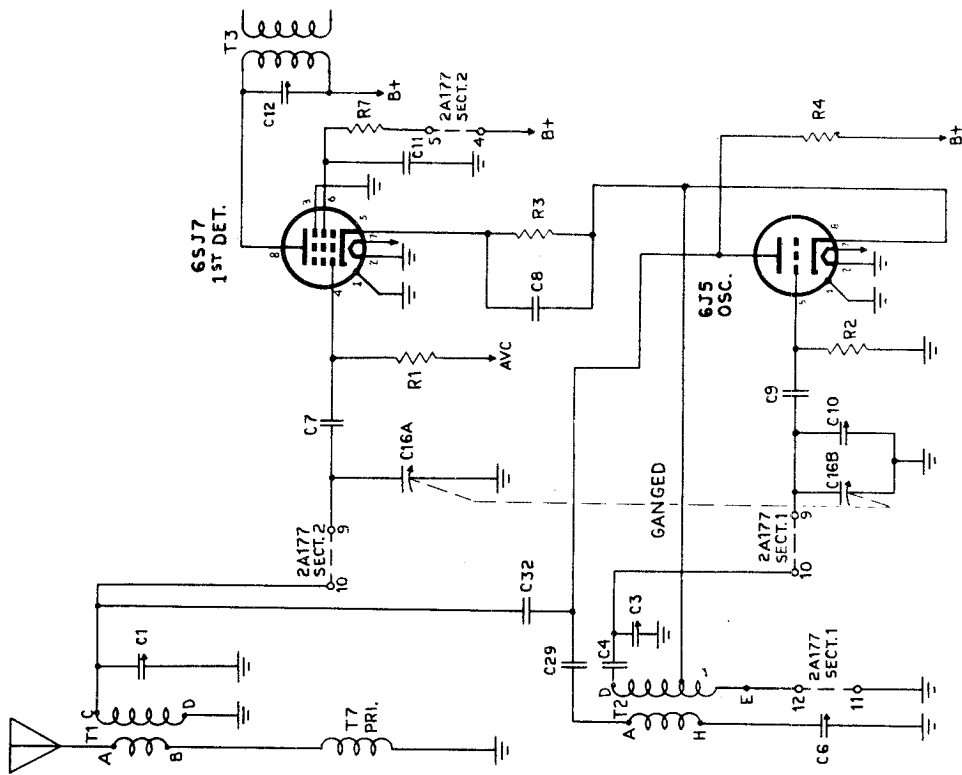 T3
C12
B+
R7
2A177
SECT.2
5
4
B+
C11
6SJ7
1ST DET.
8
3
6
5
7
2
1
4
R3
C8
R4
B+
6J5
OSC.
8
7
2
1
5
R2
C7
R1
AVC
C9
C16A
C10
C16B
GANGED
2A177
SECT.2
10
9
2A177
SECT.1
10
9
C32
C1
C3
C29
C4
C
T1
D
A
B
T7
PRI.
D
T2
A
H
E
12
11
2A177
SECT.1
C6